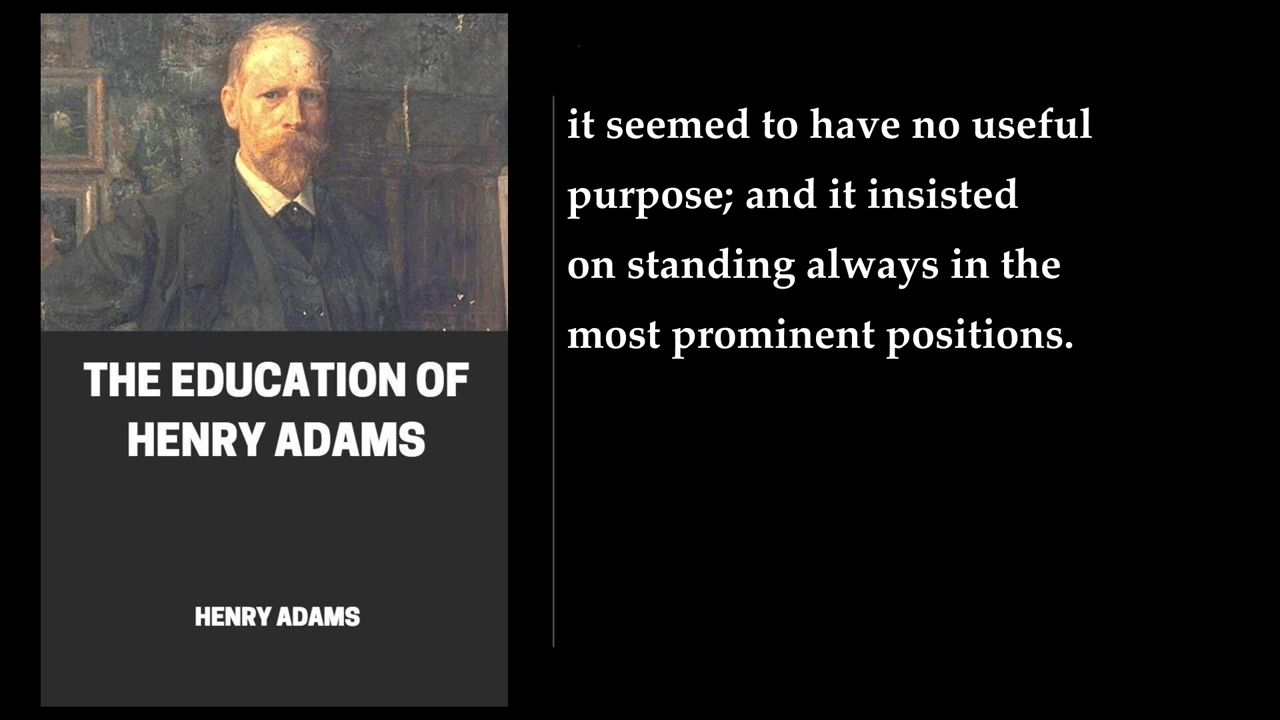 THE EDUCATION OF
HENRY ADAMS
HENRY ADAMS
it seemed to have no useful
purpose; and it insisted
on standing always in the
most prominent positions.